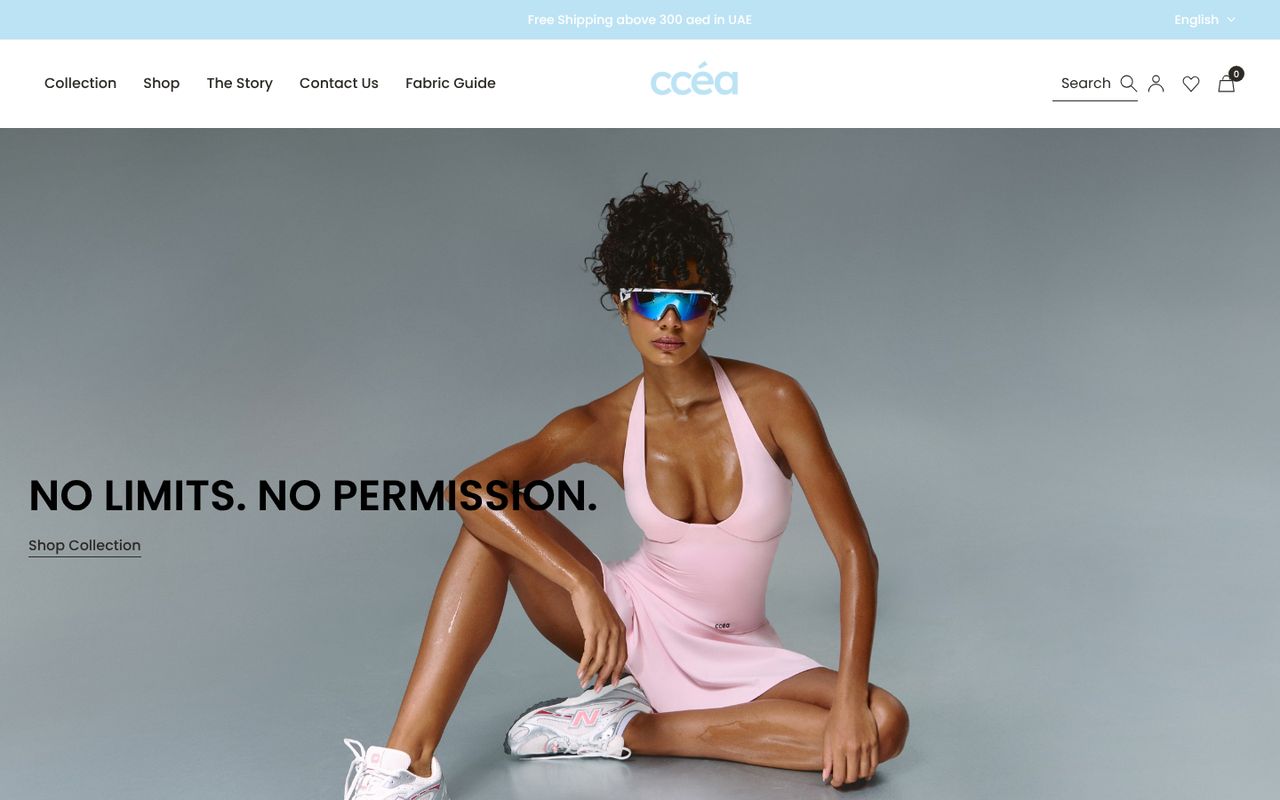 Free Shipping above 300 aed in UAE
English
Collection
Shop
The Story
Contact Us
Fabric Guide
ccéa
Search
0
NO LIMITS. NO PERMISSION.
Shop Collection
ccéa
N